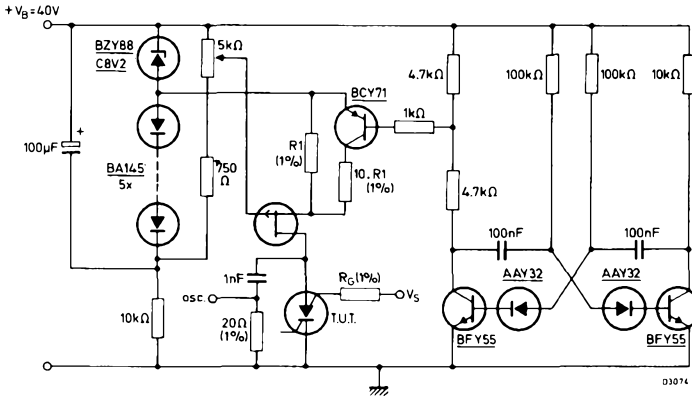 + V_B = 40V
BZY88
C8V2
5kΩ
BCY71
4.7kΩ
100kΩ
100kΩ
10kΩ
1kΩ
100μF
+
BA145
5x
750
Ω
R1
(1%)
10.R1
(1%)
4.7kΩ
100nF
100nF
1nF
R_G(1%)
V_S
AAY32
AAY32
osc.
10kΩ
20Ω
(1%)
T.U.T.
BFY55
BFY55
D3074